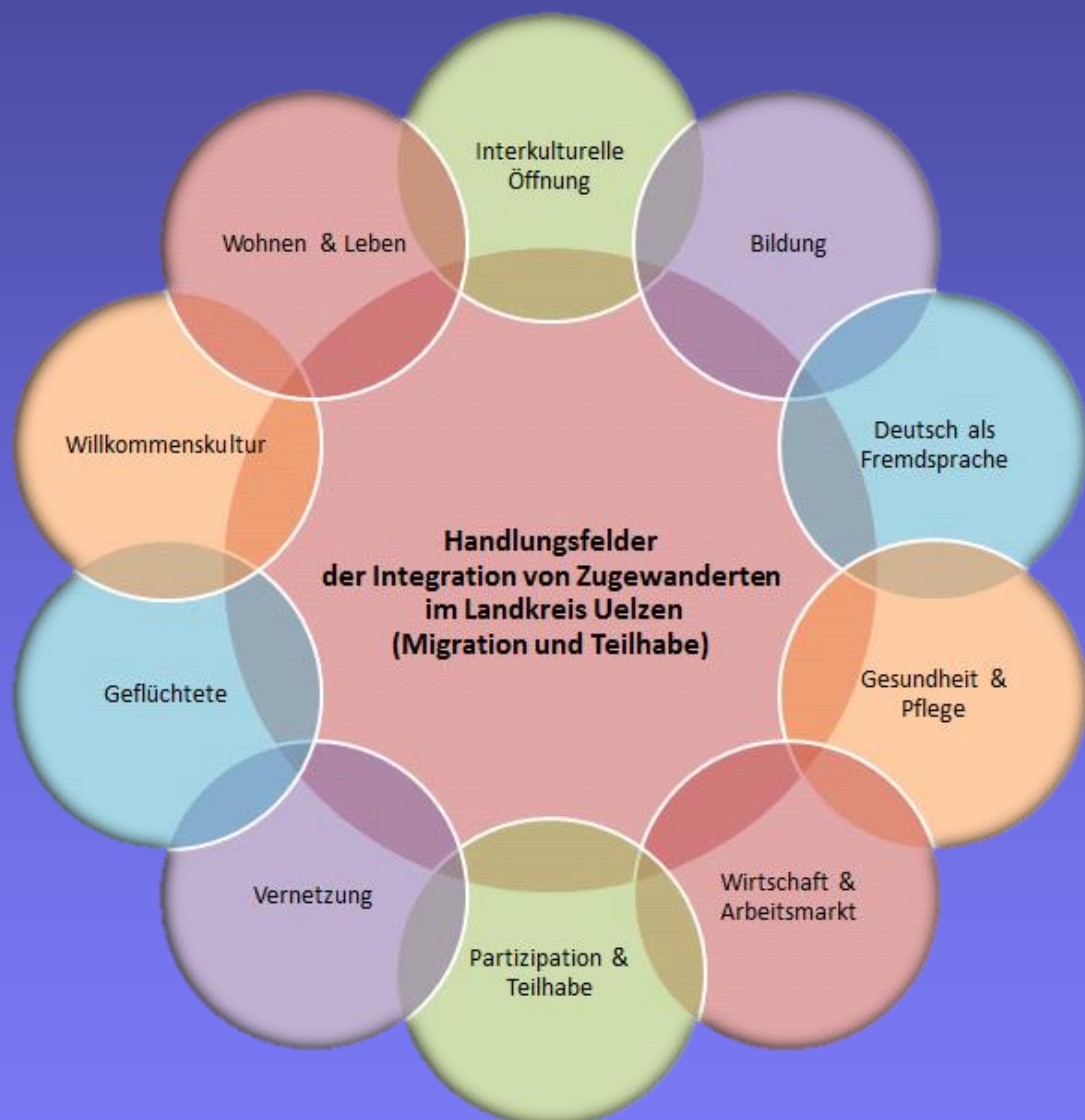 Interkulturelle
Öffnung
Bildung
Deutsch als
Fremdsprache
Gesundheit &
Pflege
Wirtschaft &
Arbeitsmarkt
Partizipation &
Teilhabe
Vernetzung
Geflüchtete
Willkommenskultur
Wohnen & Leben
Handlungsfelder
der Integration von Zugewanderten
im Landkreis Uelzen
(Migration und Teilhabe)